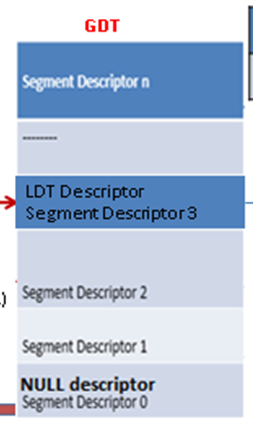 GDT
Segment Descriptor n
--------
LDT Descriptor
Segment Descriptor 3
)
Segment Descriptor 2
Segment Descriptor 1
NULL descriptor
Segment Descriptor 0